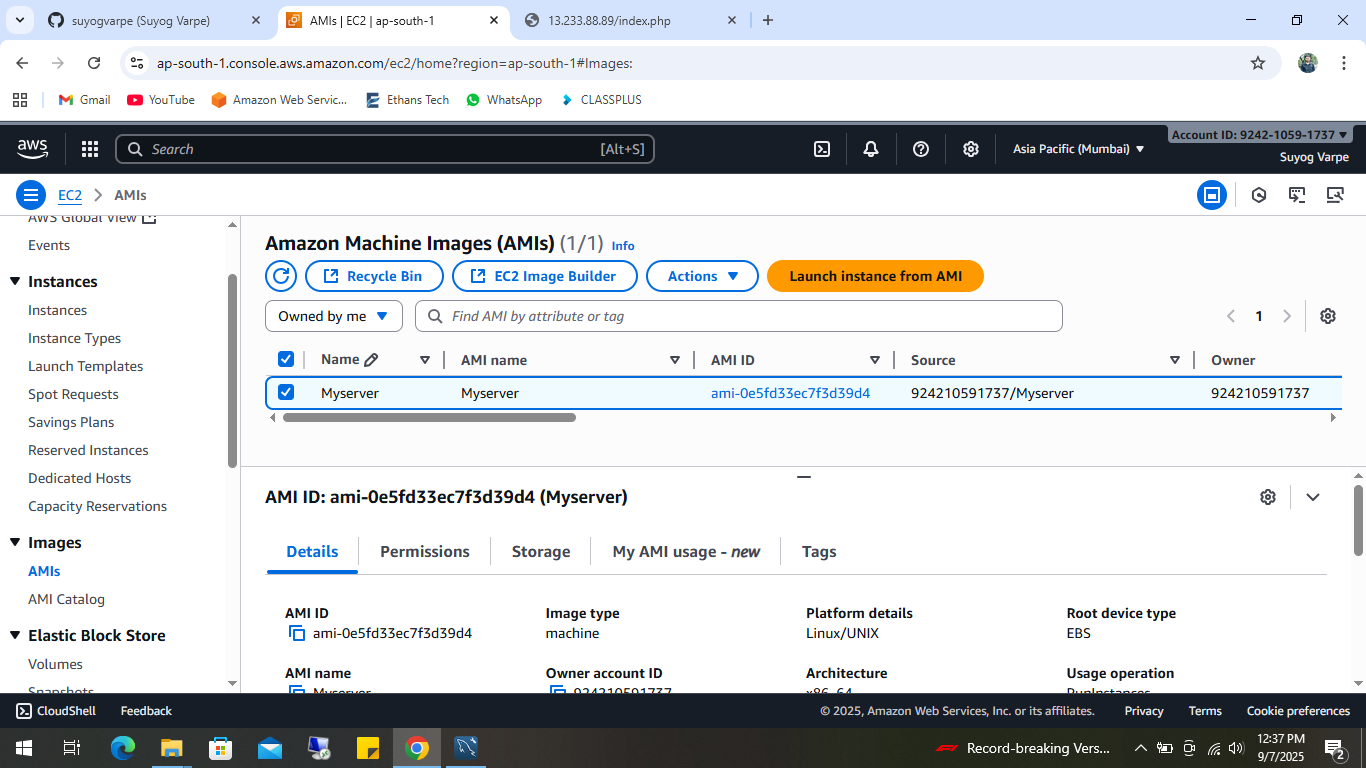 suyogvarpe (Suyog Varpe)
AMIs | EC2 | ap-south-1
13.233.88.89/index.php
ap-south-1.console.aws.amazon.com/ec2/home?region=ap-south-1#Images:
Gmail
YouTube
Amazon Web Servic...
Ethans Tech
WhatsApp
CLASSPLUS
aws
Search
[Alt+S]
Asia Pacific (Mumbai)
Account ID: 9242-1059-1737
Suyog Varpe
EC2 > AMIs
AWS Global View
Events
Instances
Instances
Instance Types
Launch Templates
Spot Requests
Savings Plans
Reserved Instances
Dedicated Hosts
Capacity Reservations
Images
AMIs
AMI Catalog
Elastic Block Store
Volumes
Snapshots
Amazon Machine Images (AMIs) (1/1) Info
Recycle Bin
EC2 Image Builder
Actions
Launch instance from AMI
Owned by me
Find AMI by attribute or tag
1
Name AMI name AMI ID Source Owner
Myserver Myserver ami-0e5fd33ec7f3d39d4 924210591737/Myserver 924210591737
AMI ID: ami-0e5fd33ec7f3d39d4 (Myserver)
Details Permissions Storage My AMI usage - new Tags
AMI ID Image type Platform details Root device type
ami-0e5fd33ec7f3d39d4 machine Linux/UNIX EBS
AMI name Owner account ID Architecture Usage operation
Myserver 924210591737 x86_64 RunInstances
CloudShell Feedback © 2025, Amazon Web Services, Inc. or its affiliates. Privacy Terms Cookie preferences
Record-breaking Vers...
12:37 PM
9/7/2025
2